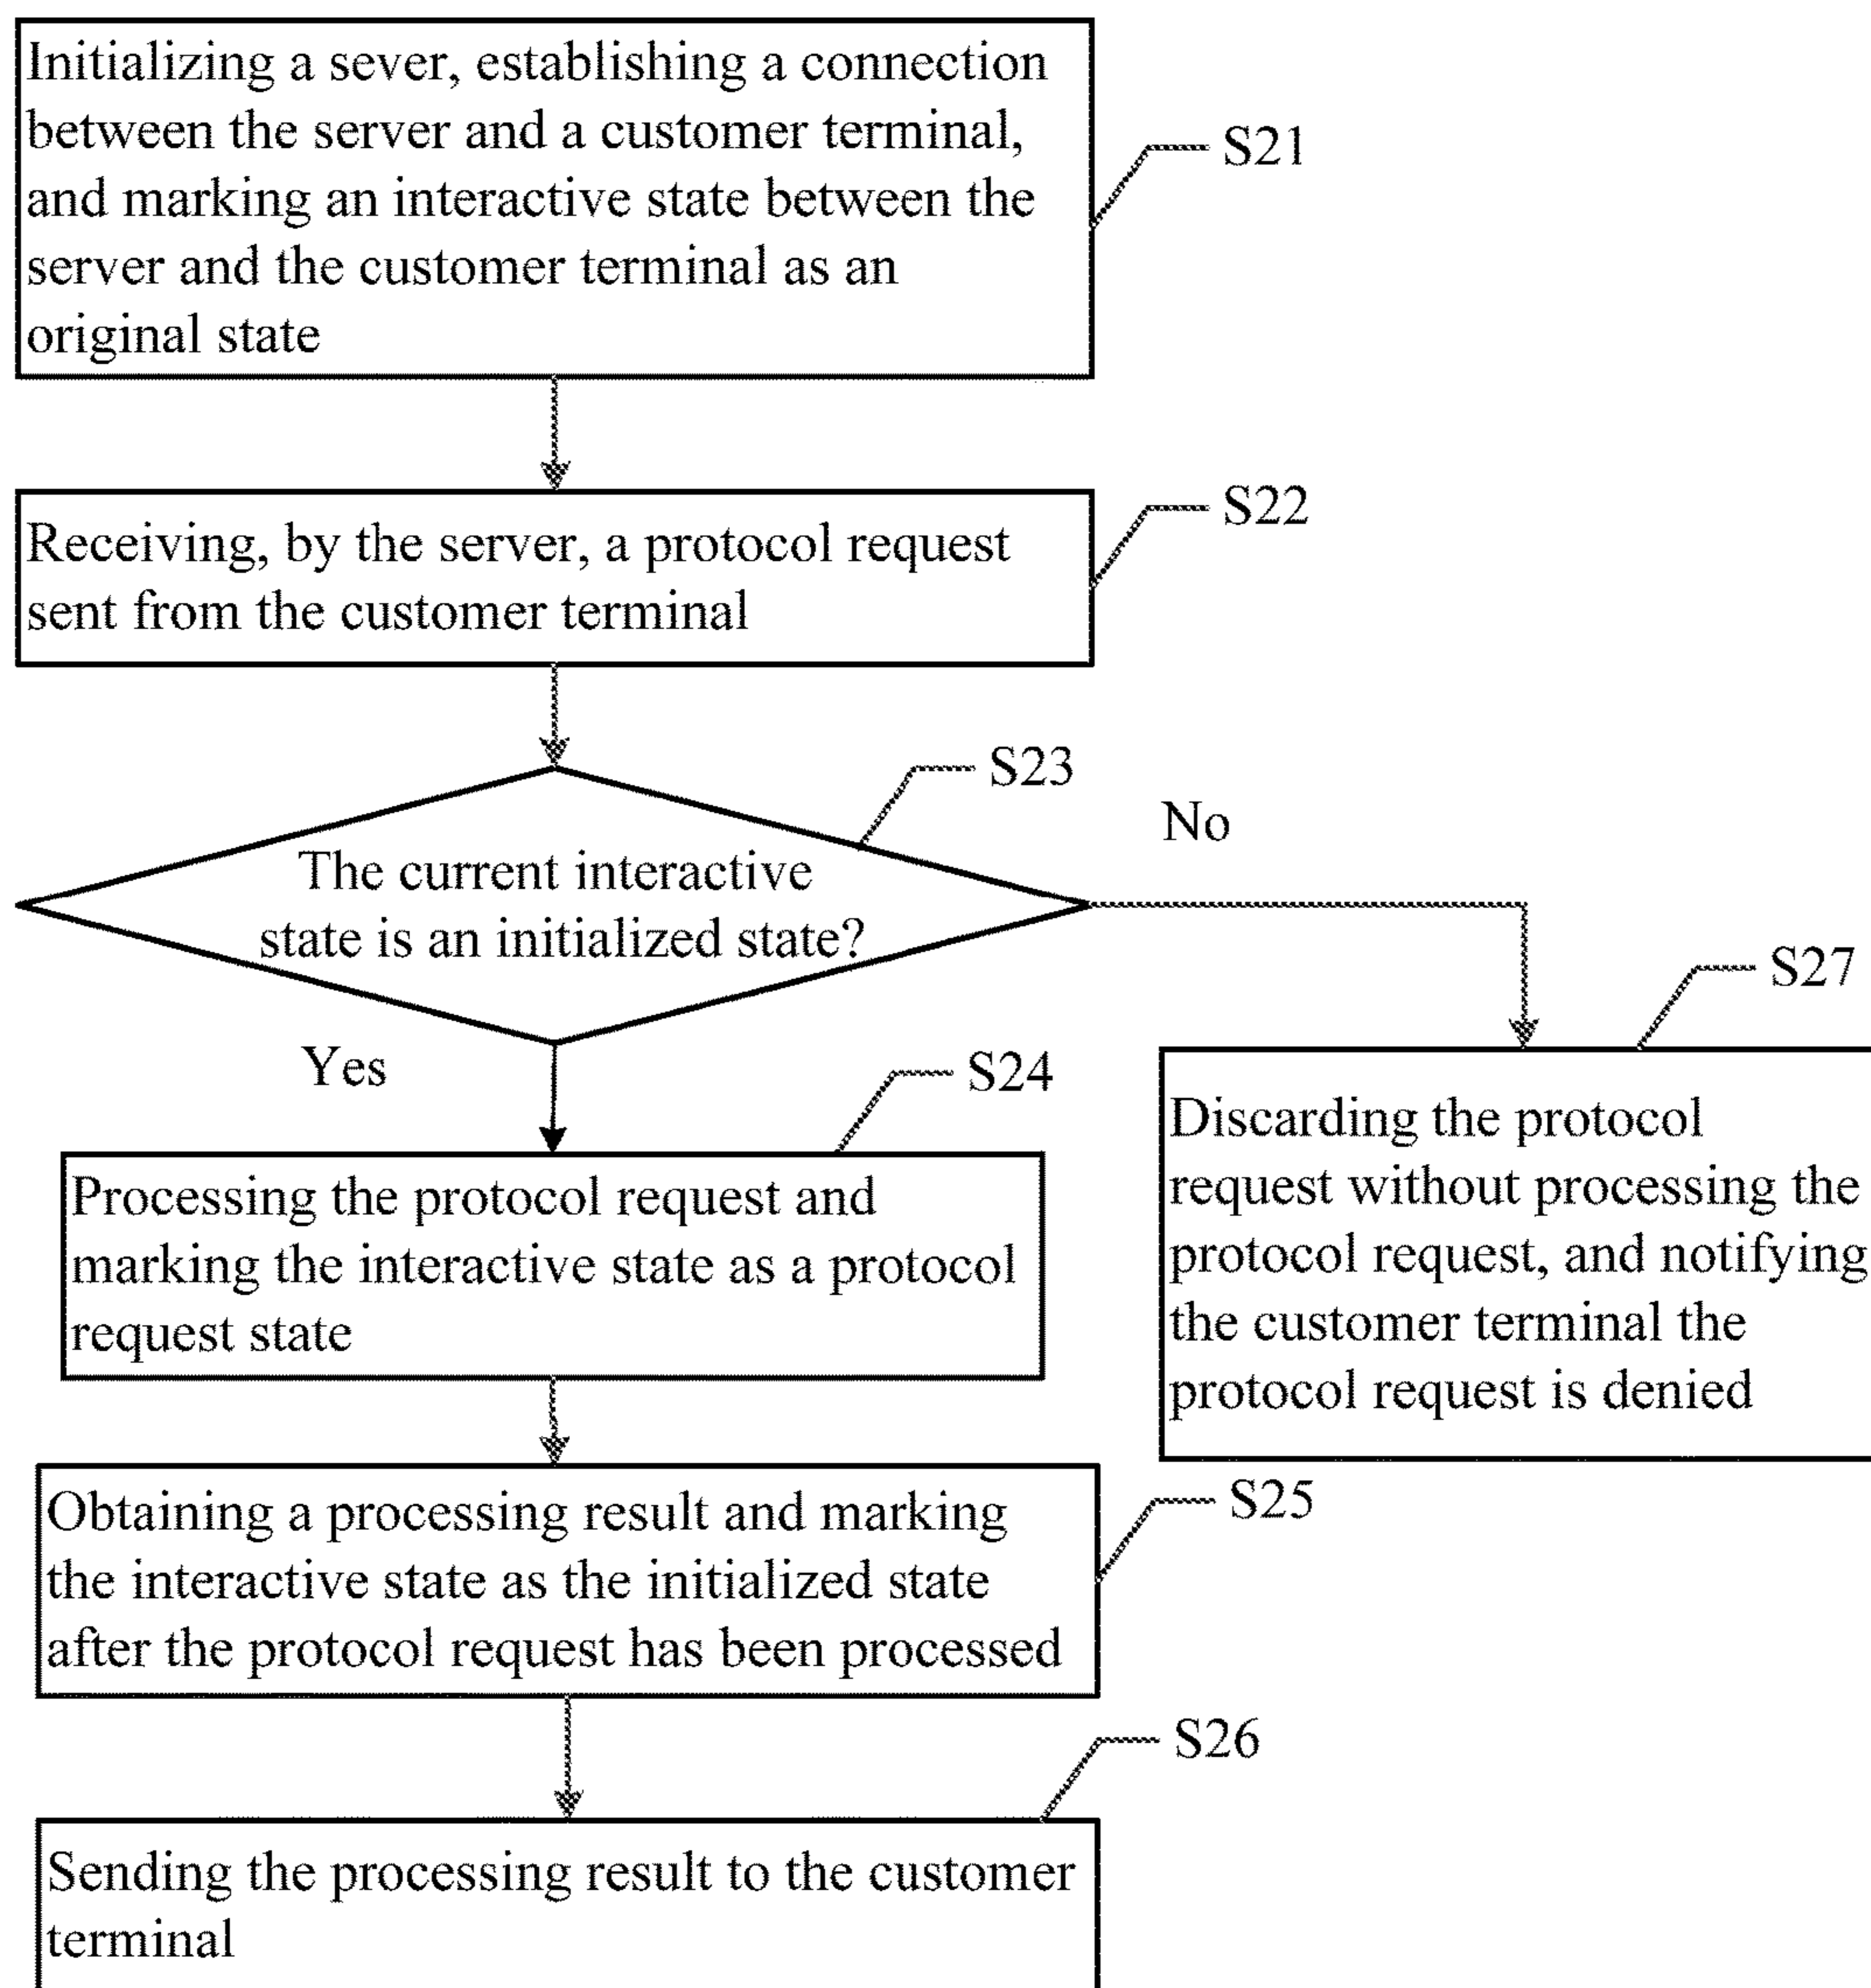 Initializing a sever, establishing a connection
between the server and a customer terminal,
and marking an interactive state between the
server and the customer terminal as an
original state
S21
Receiving, by the server, a protocol request
sent from the customer terminal
S22
S23
The current interactive
state is an initialized state?
No
Yes
S24
Processing the protocol request and
marking the interactive state as a protocol
request state
S27
Discarding the protocol
request without processing the
protocol request, and notifying
the customer terminal the
protocol request is denied
S25
Obtaining a processing result and marking
the interactive state as the initialized state
after the protocol request has been processed
S26
Sending the processing result to the customer
terminal